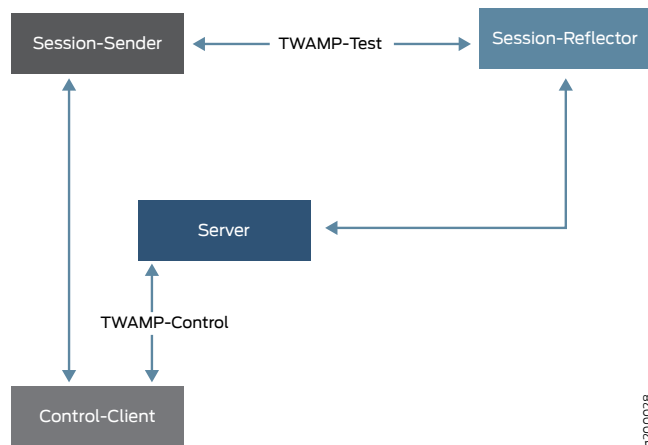 Session-Sender
TWAMP-Test
Session-Reflector
Server
TWAMP-Control
Control-Client